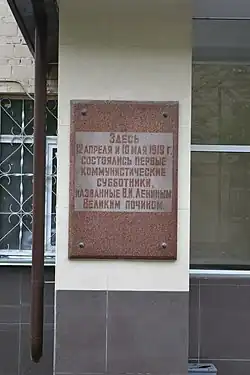 ЗДЕСЬ
12 АПРЕЛЯ И 10 МАЯ 1919 Г.
СОСТОЯЛИСЬ ПЕРВЫЕ
КОММУНИСТИЧЕСКИЕ
СУББОТНИКИ,
НАЗВАННЫЕ В.И. ЛЕНИНЫМ
ВЕЛИКИМ ПОЧИНОМ.